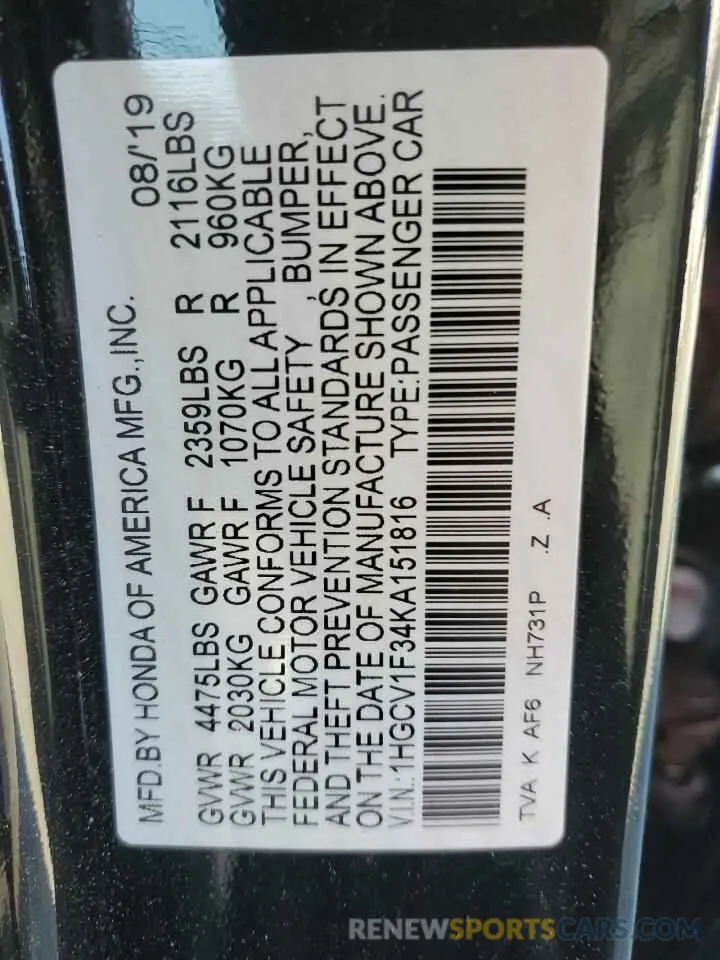 MFD.BY HONDA OF AMERICA MFG.,INC. 08/'19
GVWR 4475LBS GAWR F 2359LBS R 2116LBS
GVWR 2030KG GAWR F 1070KG R 960KG
THIS VEHICLE CONFORMS TO ALL APPLICABLE
FEDERAL MOTOR VEHICLE SAFETY , BUMPER,
AND THEFT PREVENTION STANDARDS IN EFFECT
ON THE DATE OF MANUFACTURE SHOWN ABOVE.
V.I.N.:1HGCV1F34KA151816 TYPE:PASSENGER CAR
TVA K AF6 NH731P .Z .A
RENEWSPORTSCARS.COM